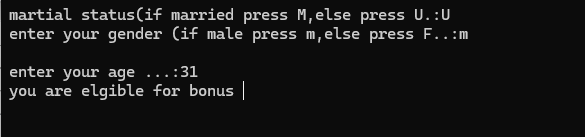 martial status(if married press M,else press U.:U
enter your gender (if male press m,else press F..:m
enter your age ...:31
you are elgible for bonus